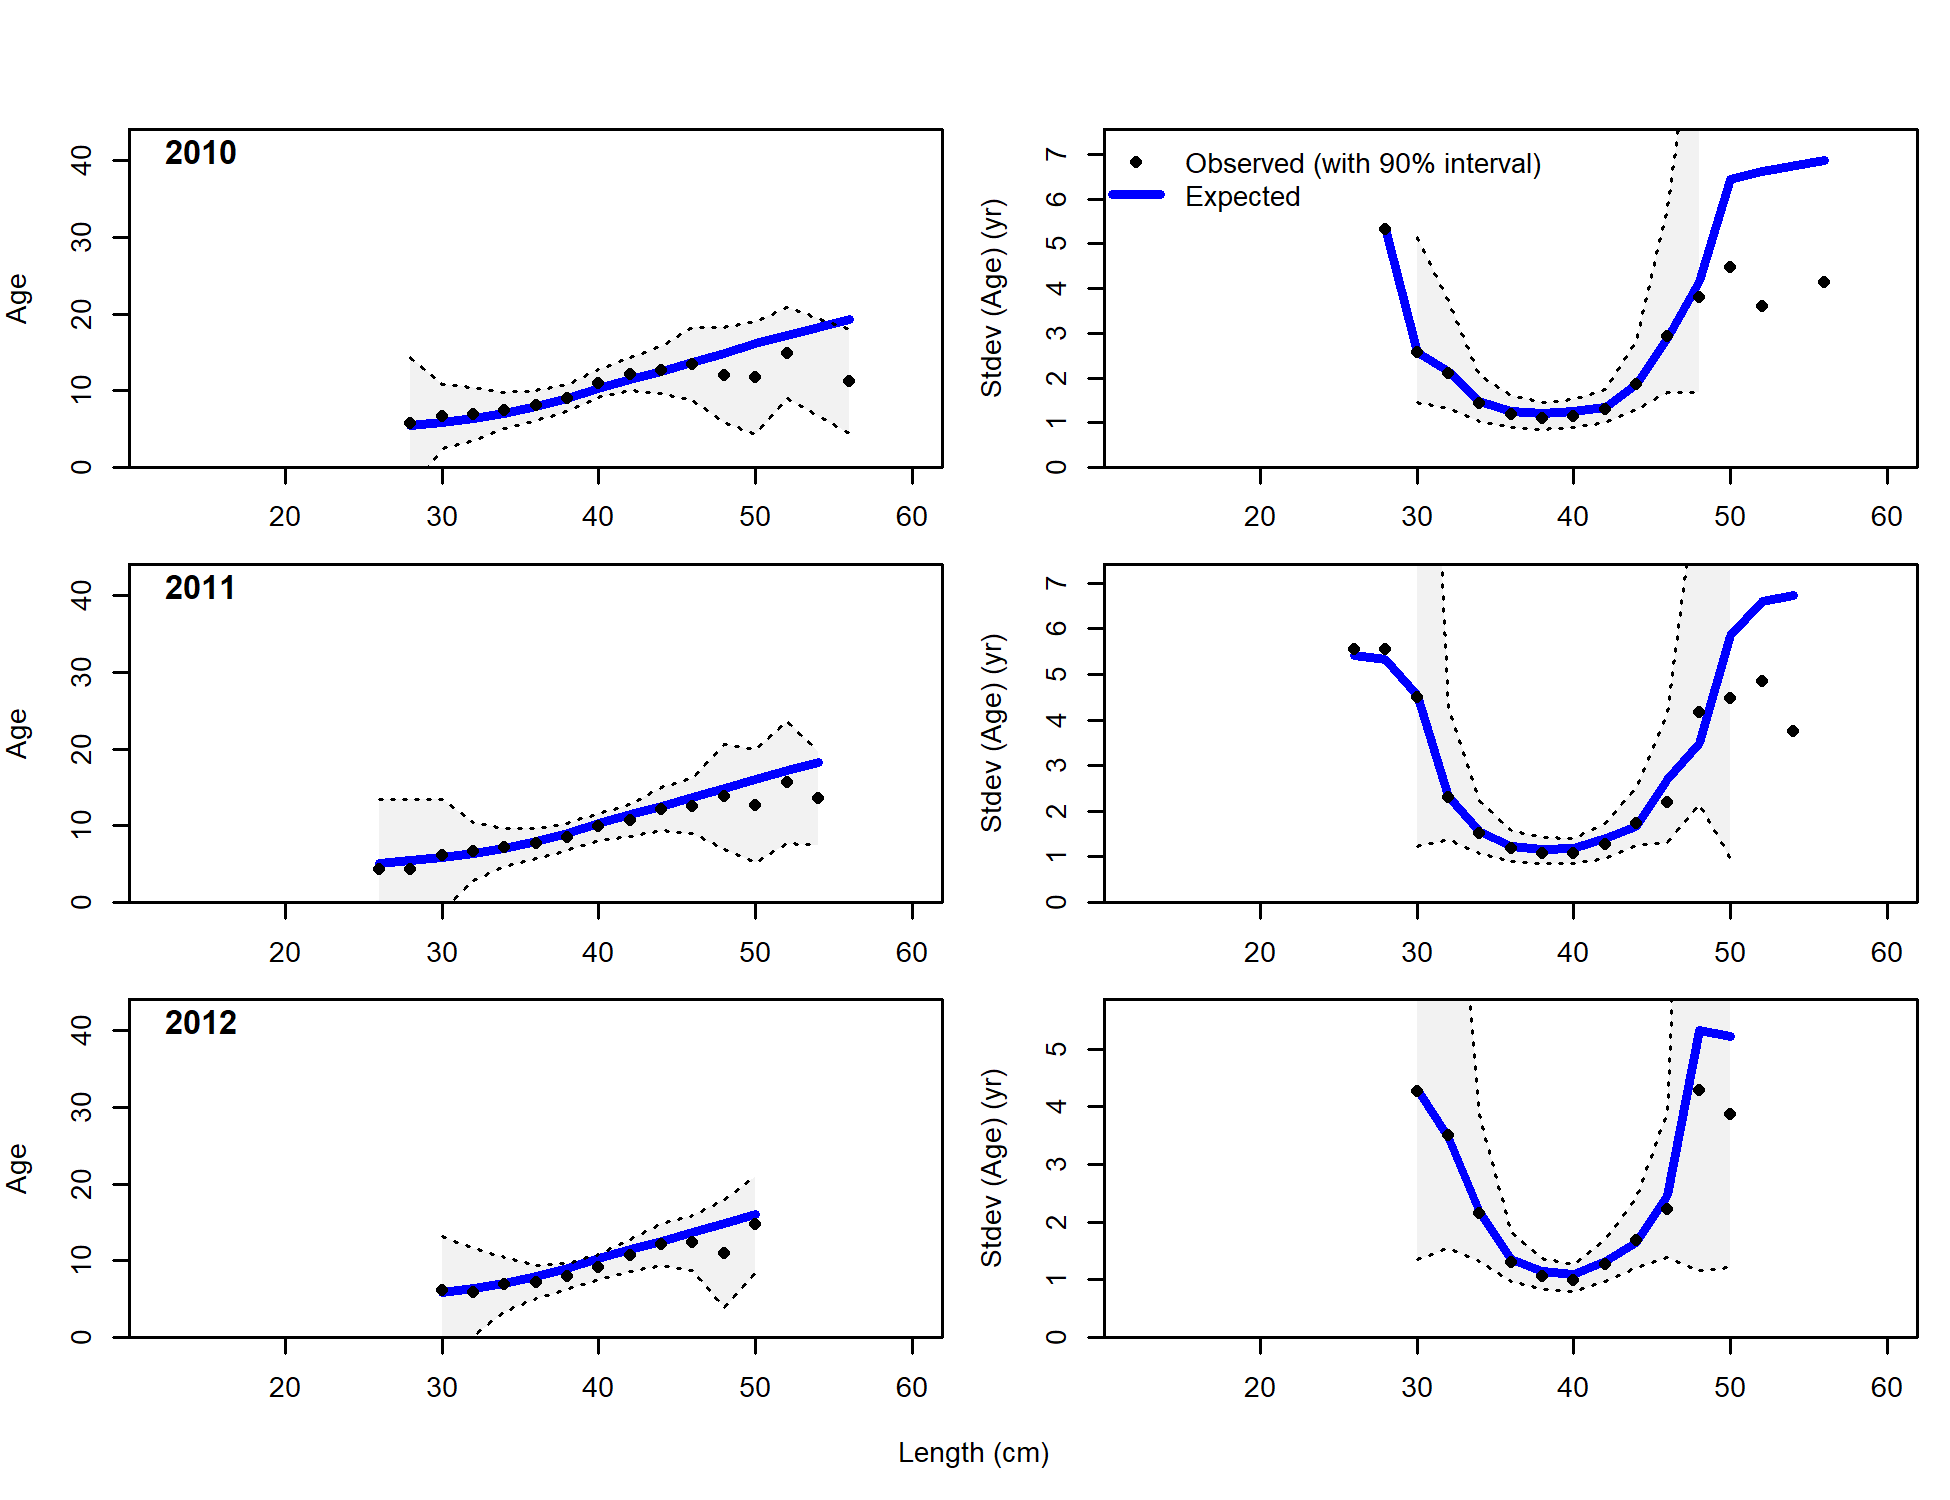 2010
Age
0 10 20 30 40
20 30 40 50 60
Observed (with 90% interval)
Expected
Stdev (Age) (yr)
0 1 2 3 4 5 6 7
20 30 40 50 60
2011
Age
0 10 20 30 40
20 30 40 50 60
Stdev (Age) (yr)
0 1 2 3 4 5 6 7
20 30 40 50 60
2012
Age
0 10 20 30 40
20 30 40 50 60
Stdev (Age) (yr)
0 1 2 3 4 5
20 30 40 50 60
Length (cm)